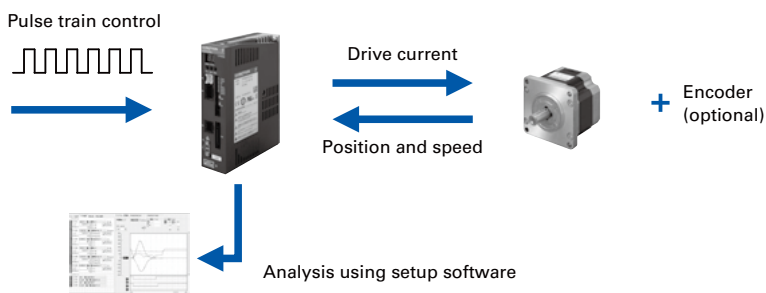 Pulse train control
Drive current
Encoder
(optional)
Position and speed
Analysis using setup software